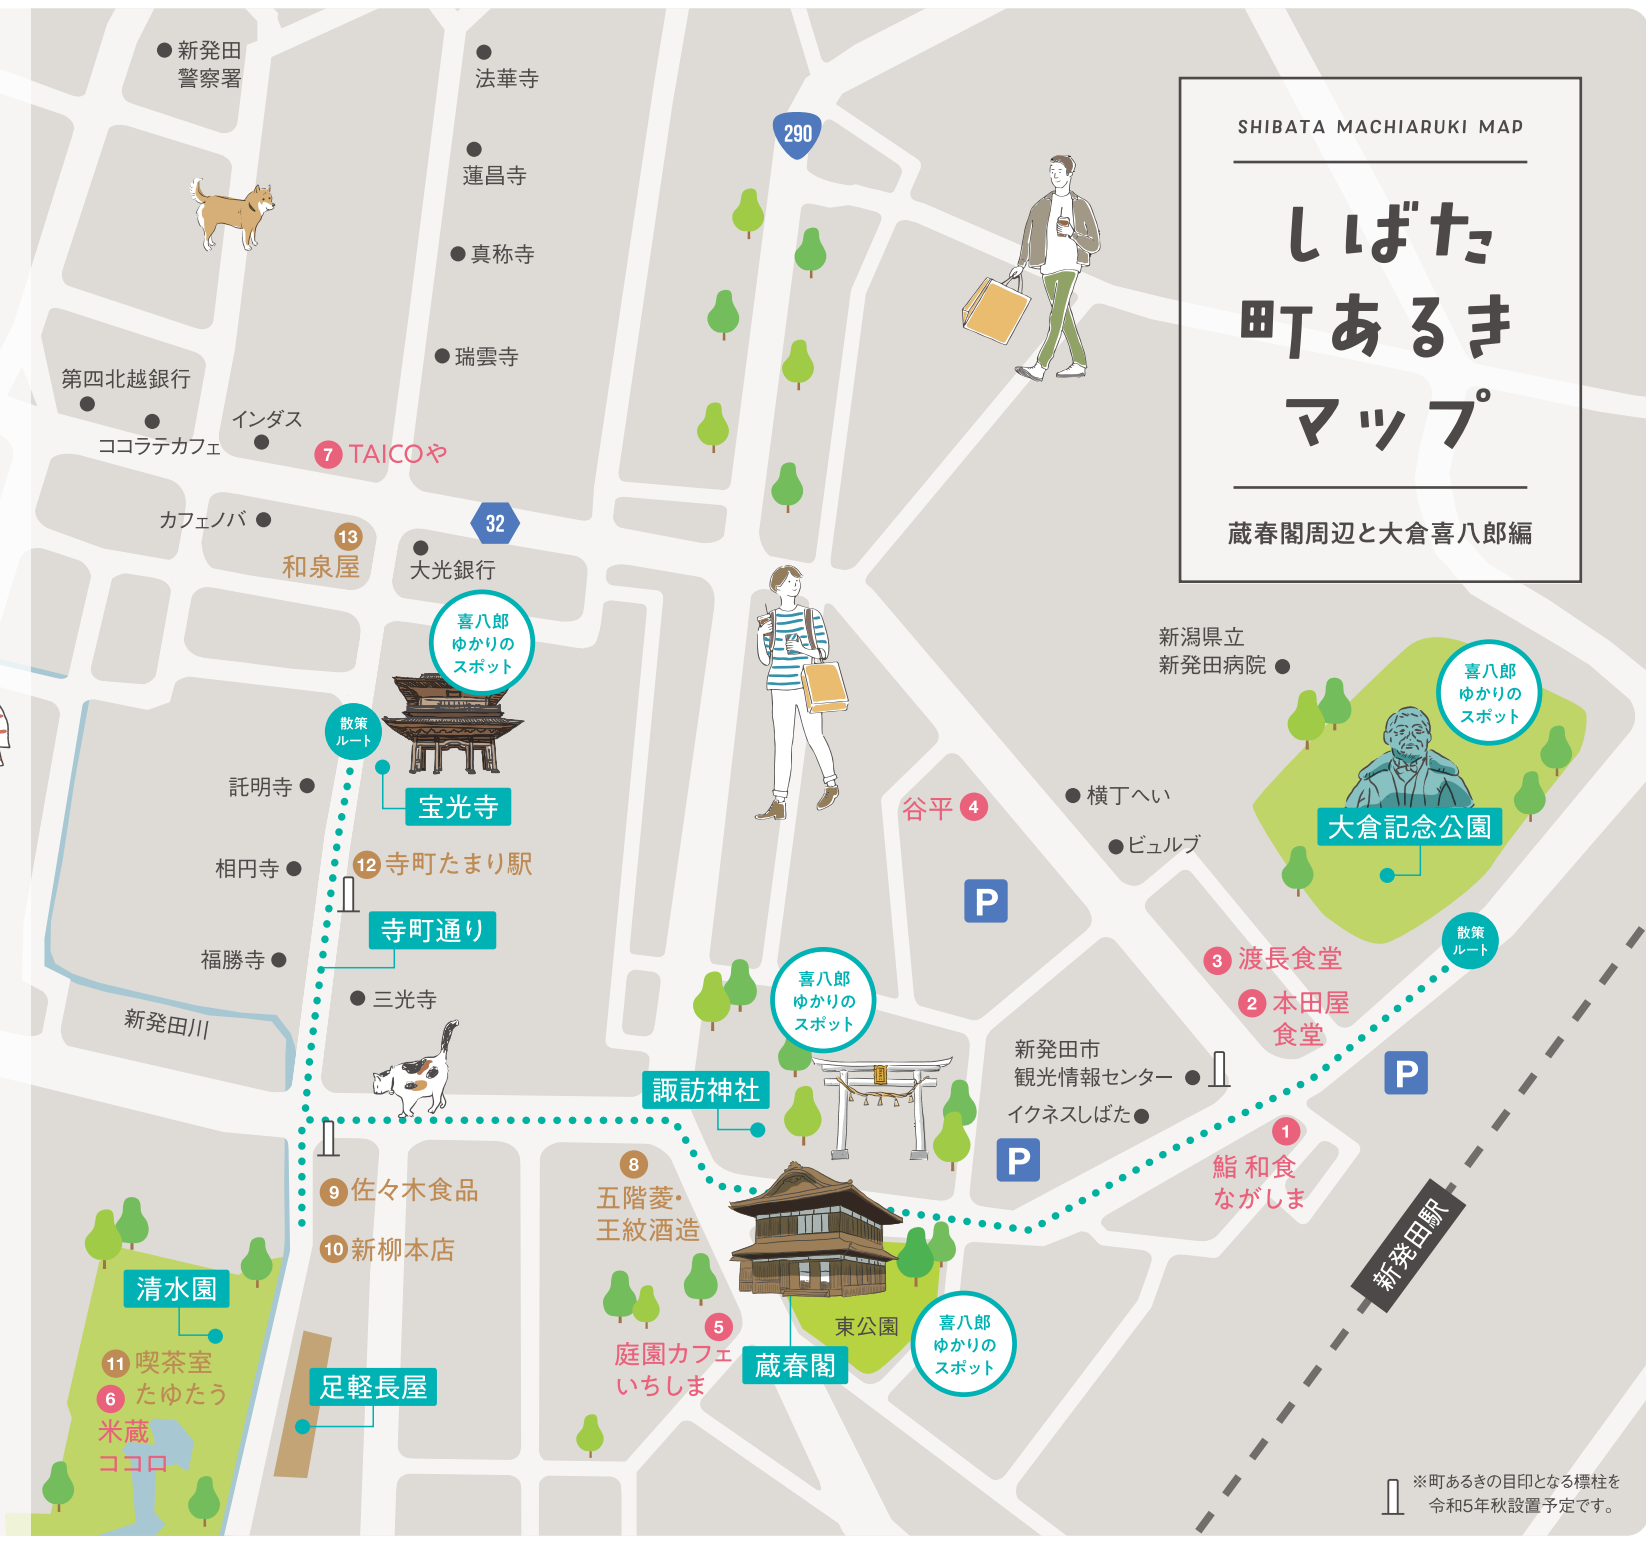 SHIBATA MACHIARUKI MAP
しばた
町あるき
マップ
蔵春閣周辺と大倉喜八郎編
新発田
警察署
法華寺
蓮昌寺
真称寺
瑞雲寺
290
第四北越銀行
ココラテカフェ
インダス
7 TAICOや
カフェノバ
13
和泉屋
32
大光銀行
喜八郎
ゆかりの
スポット
散策
ルート
宝光寺
託明寺
相円寺
12 寺町たまり駅
寺町通り
福勝寺
三光寺
新発田川
新潟県立
新発田病院
喜八郎
ゆかりの
スポット
大倉記念公園
散策
ルート
谷平 4
横丁へい
ビュルブ
P
3 渡長食堂
2 本田屋
食堂
喜八郎
ゆかりの
スポット
諏訪神社
新発田市
観光情報センター
イクネスしばた
P
P
1
鮨 和食
ながしま
新発田駅
8
五階菱・
王紋酒造
9 佐々木食品
10 新柳本店
清水園
11 喫茶室
たゆたう
6
米蔵
ココロ
足軽長屋
5
庭園カフェ
いちしま
蔵春閣
東公園
喜八郎
ゆかりの
スポット
※町あるきの目印となる標柱を
令和5年秋設置予定です。